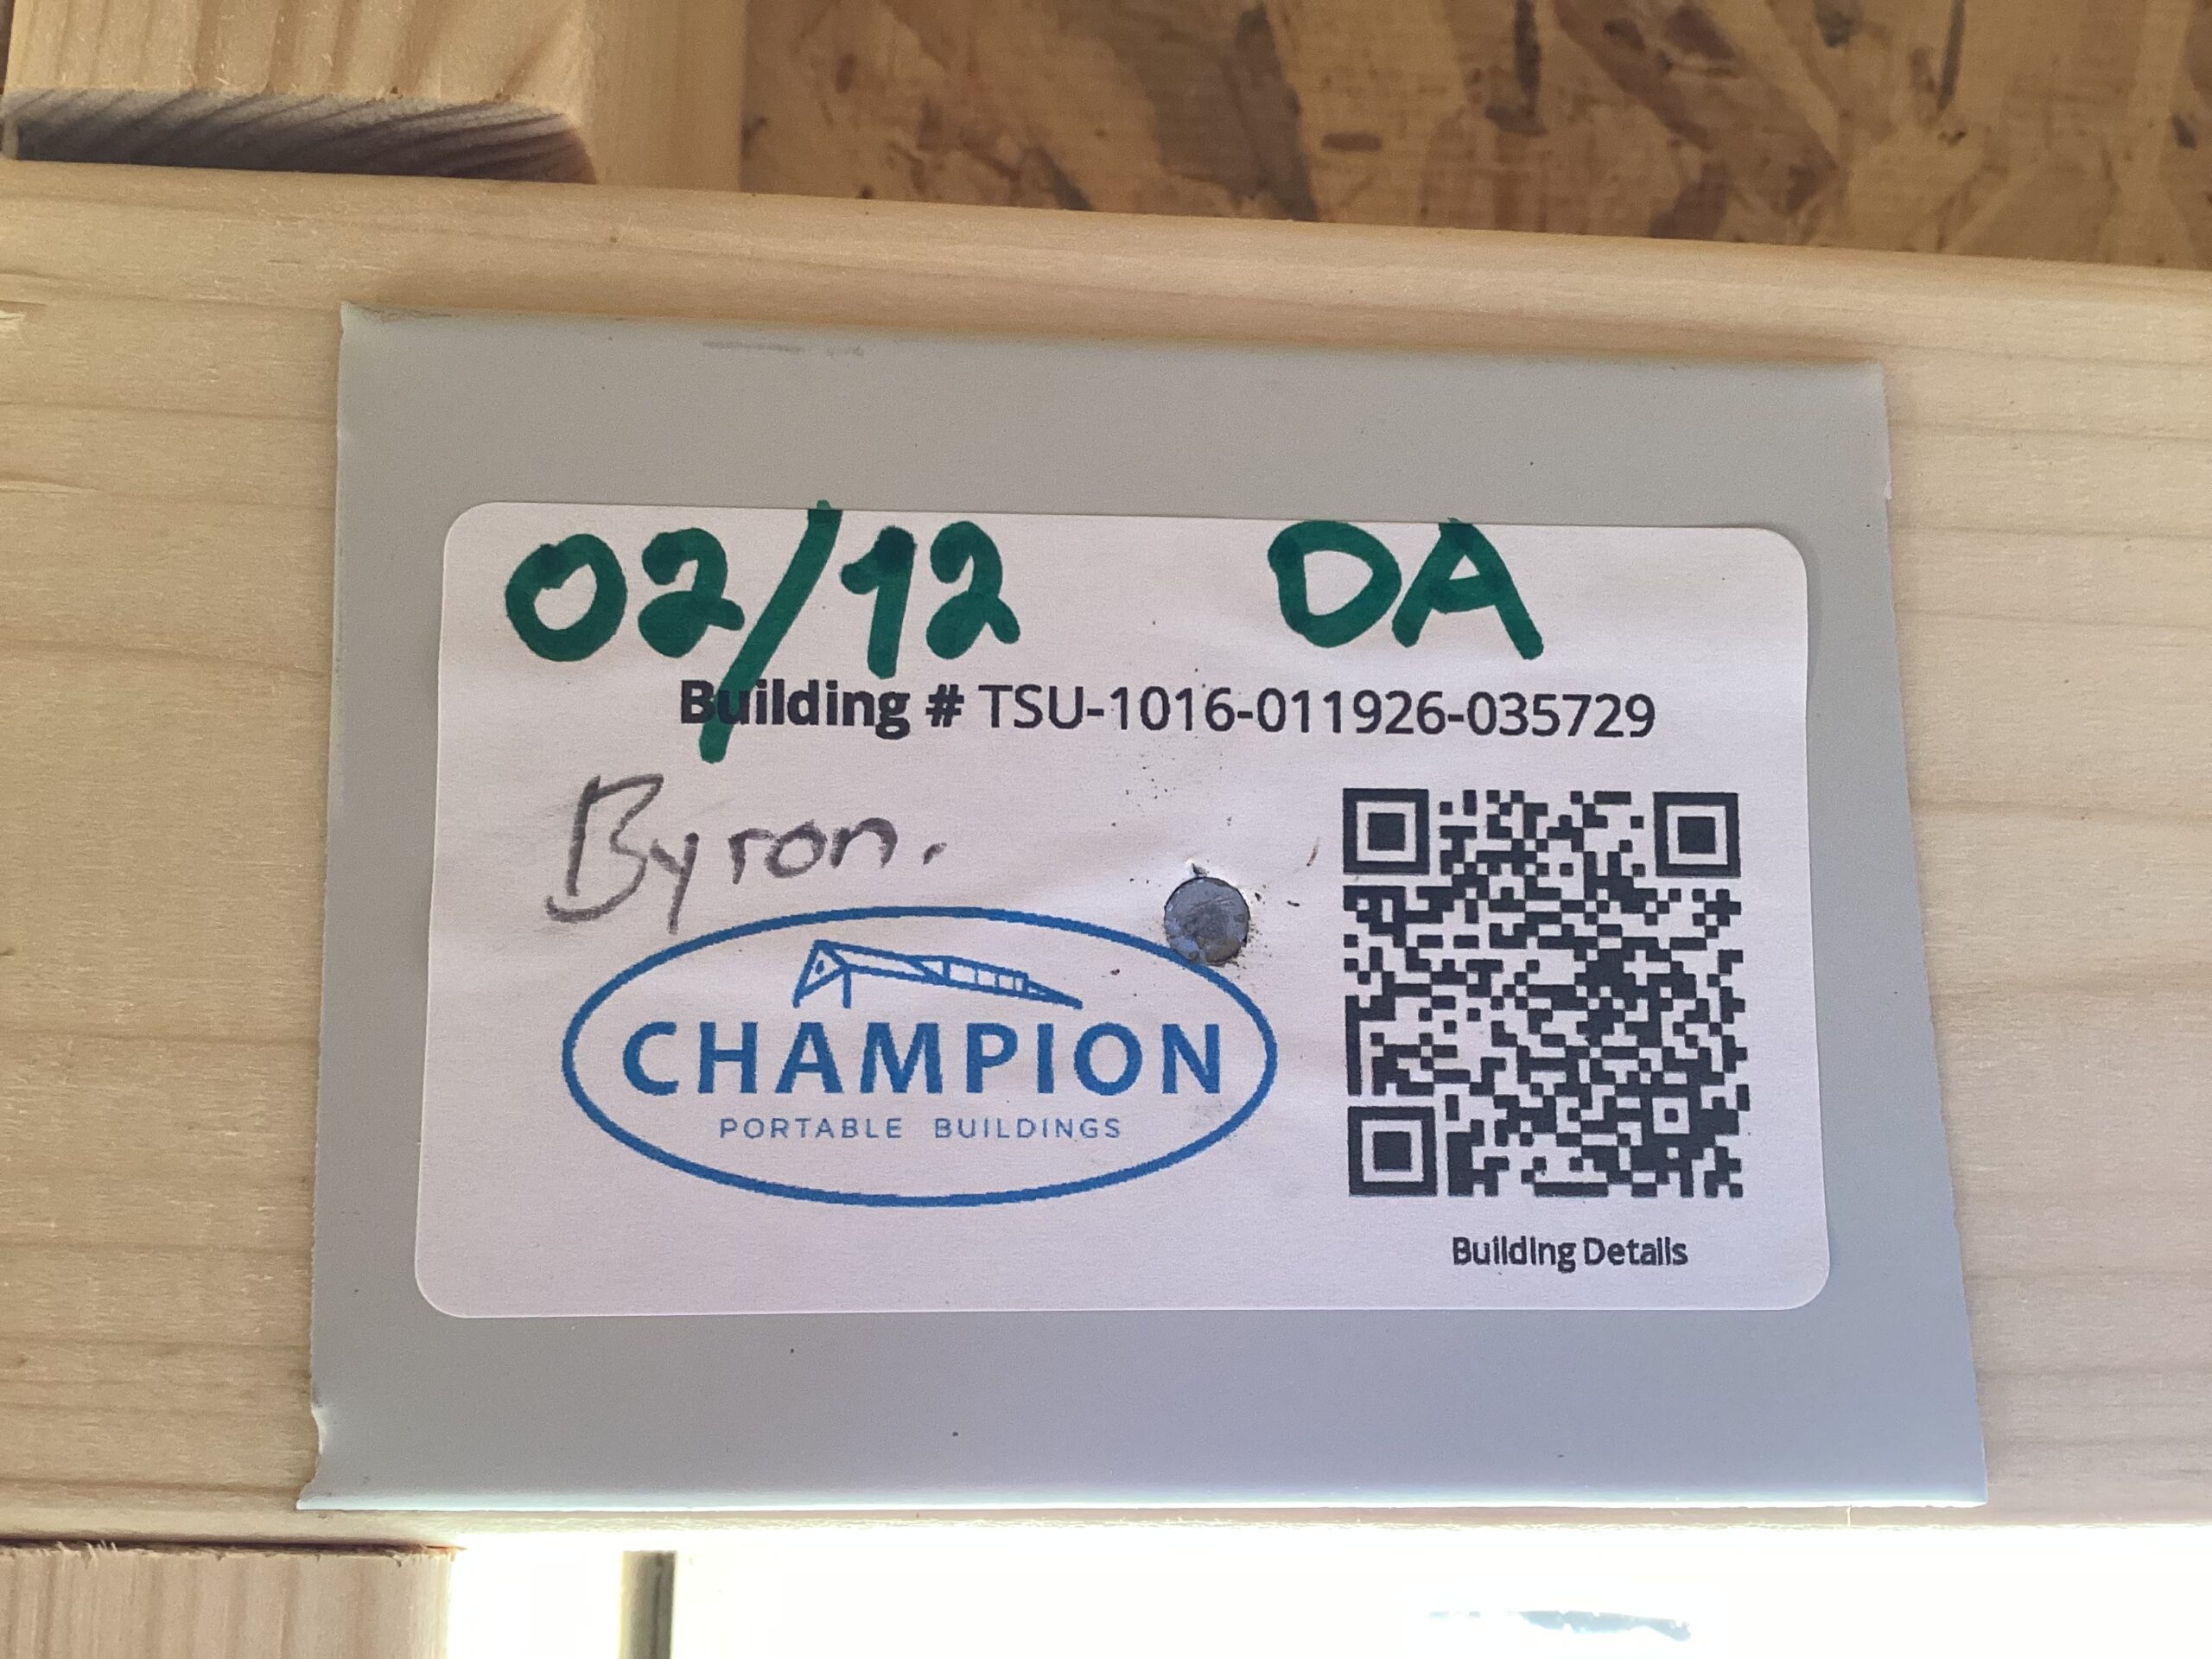 02/12 DA
Building # TSU-1016-011926-035729
Byron.
CHAMPION
PORTABLE BUILDINGS
Building Details